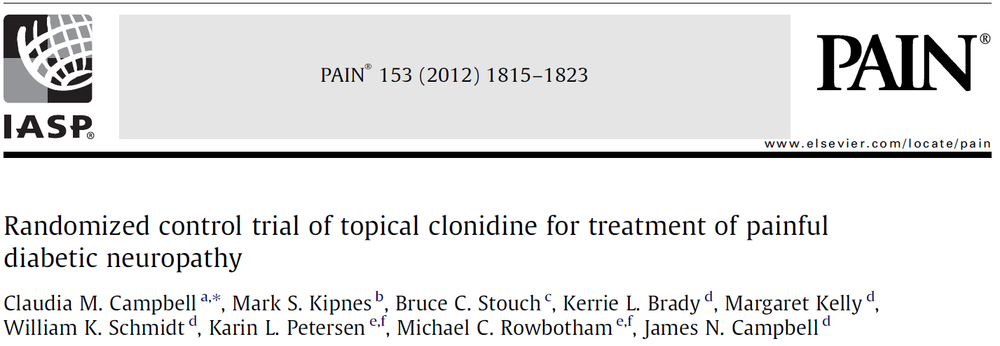 IASP®
PAIN® 153 (2012) 1815–1823
PAIN®
www.elsevier.com/locate/pain
Randomized control trial of topical clonidine for treatment of painful
diabetic neuropathy
Claudia M. Campbell a,*, Mark S. Kipnes b, Bruce C. Stouch c, Kerrie L. Brady d, Margaret Kelly d,
William K. Schmidt d, Karin L. Petersen e,f, Michael C. Rowbotham e,f, James N. Campbell d